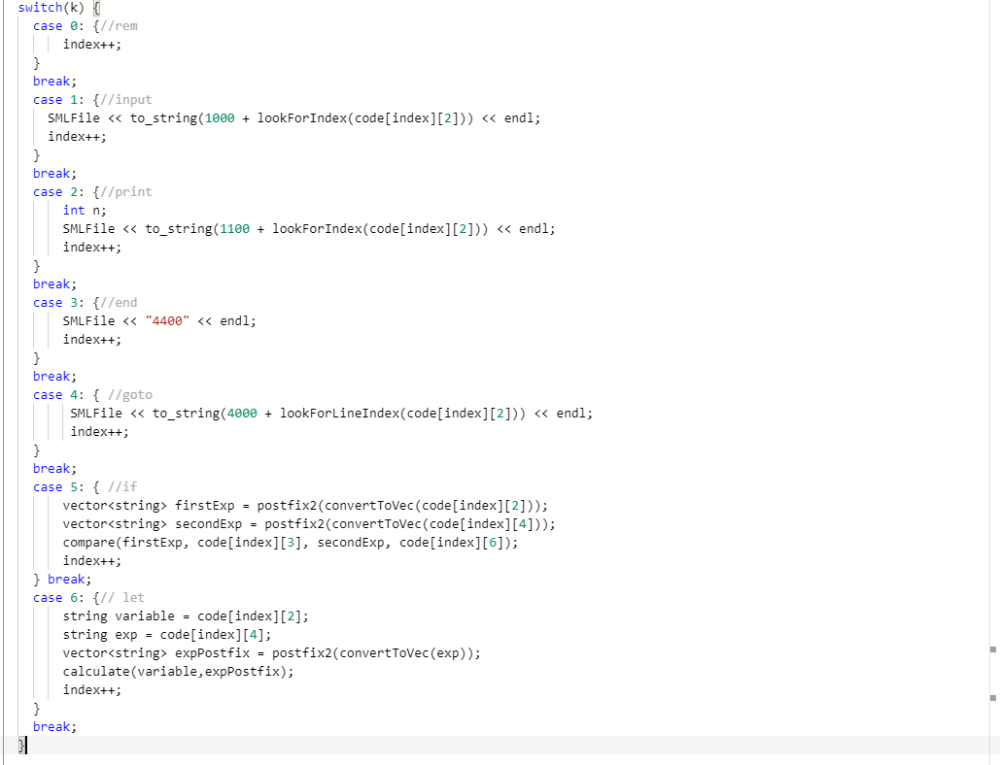 switch(k) {
case 0: {//rem
index++;
}
break;
case 1: {//input
SMLFile << to_string(1000 + lookForIndex(code[index][2])) << endl;
index++;
}
break;
case 2: {//print
int n;
SMLFile << to_string(1100 + lookForIndex(code[index][2])) << endl;
index++;
}
break;
case 3: {//end
SMLFile << "4400" << endl;
index++;
}
break;
case 4: { //goto
SMLFile << to_string(4000 + lookForLineIndex(code[index][2])) << endl;
index++;
}
break;
case 5: { //if
vector<string> firstExp = postfix2(convertToVec(code[index][2]));
vector<string> secondExp = postfix2(convertToVec(code[index][4]));
compare(firstExp, code[index][3], secondExp, code[index][6]);
index++;
} break;
case 6: {// let
string variable = code[index][2];
string exp = code[index][4];
vector<string> expPostfix = postfix2(convertToVec(exp));
calculate(variable,expPostfix);
index++;
}
break;
}